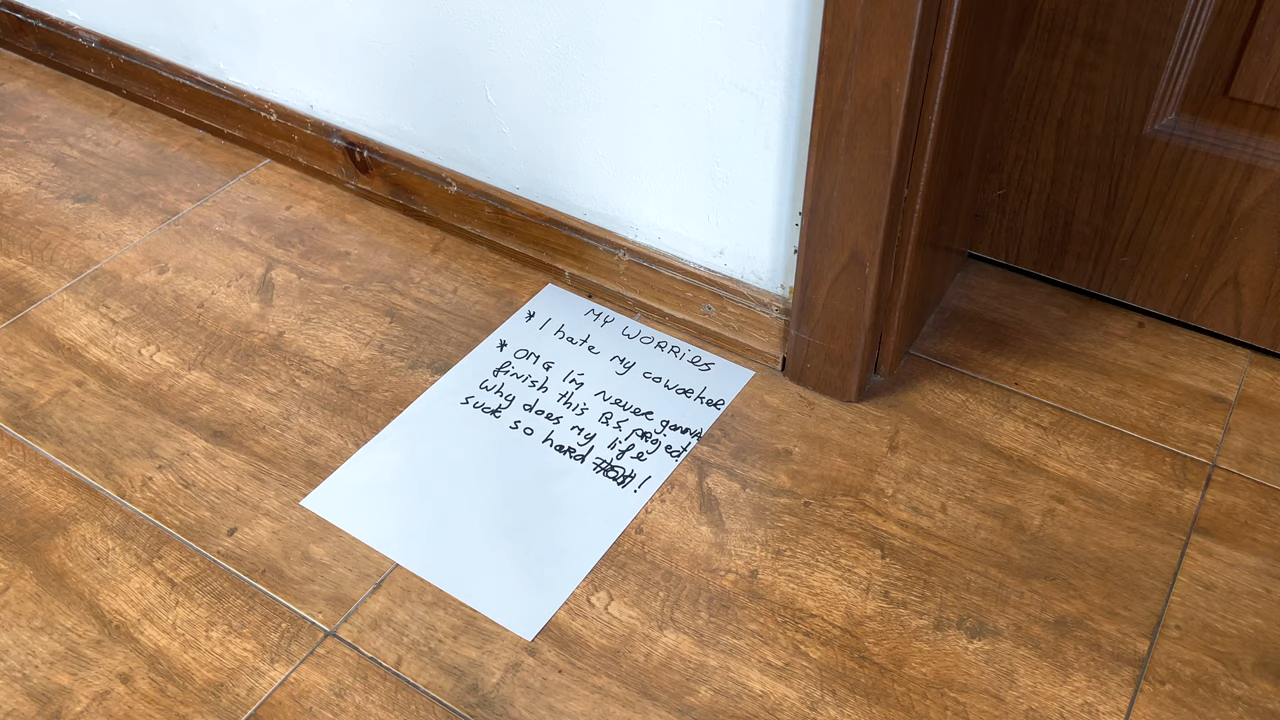 MY WORRiES
* I hate my coworker
* OMG I'm Never gonna
finish this B.S. project!
Why does my life
suck so hard !